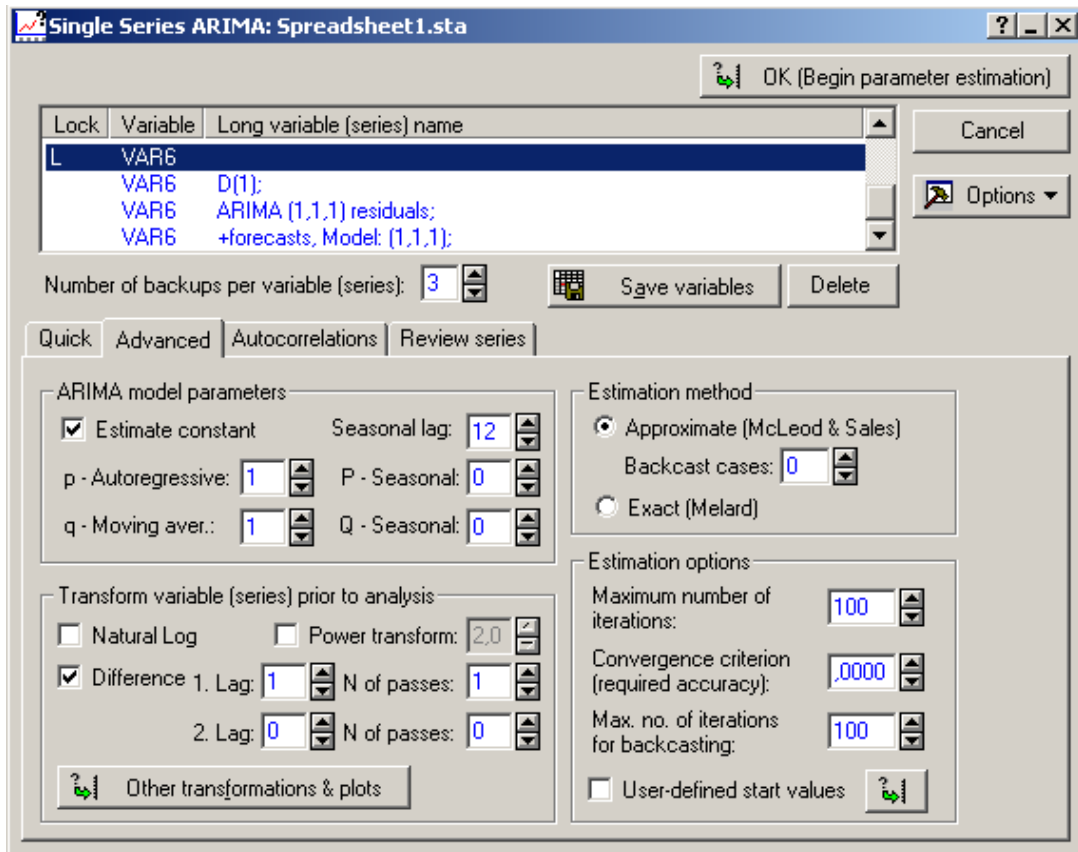 Single Series ARIMA: Spreadsheet1.sta
OK (Begin parameter estimation)
Lock Variable Long variable (series) name
L VAR6
VAR6 D(1);
VAR6 ARIMA (1,1,1) residuals;
VAR6 +forecasts, Model: (1,1,1);
Cancel
Options
Number of backups per variable (series): 3
Save variables
Delete
Quick Advanced Autocorrelations Review series
ARIMA model parameters
Estimate constant Seasonal lag: 12
p - Autoregressive: 1 P - Seasonal: 0
q - Moving aver.: 1 Q - Seasonal: 0
Transform variable (series) prior to analysis
Natural Log Power transform: 2,0
Difference 1. Lag: 1 N of passes: 1
2. Lag: 0 N of passes: 0
Other transformations & plots
Estimation method
Approximate (McLeod & Sales)
Backcast cases: 0
Exact (Melard)
Estimation options
Maximum number of
iterations: 100
Convergence criterion
(required accuracy): ,0000
Max. no. of iterations
for backcasting: 100
User-defined start values